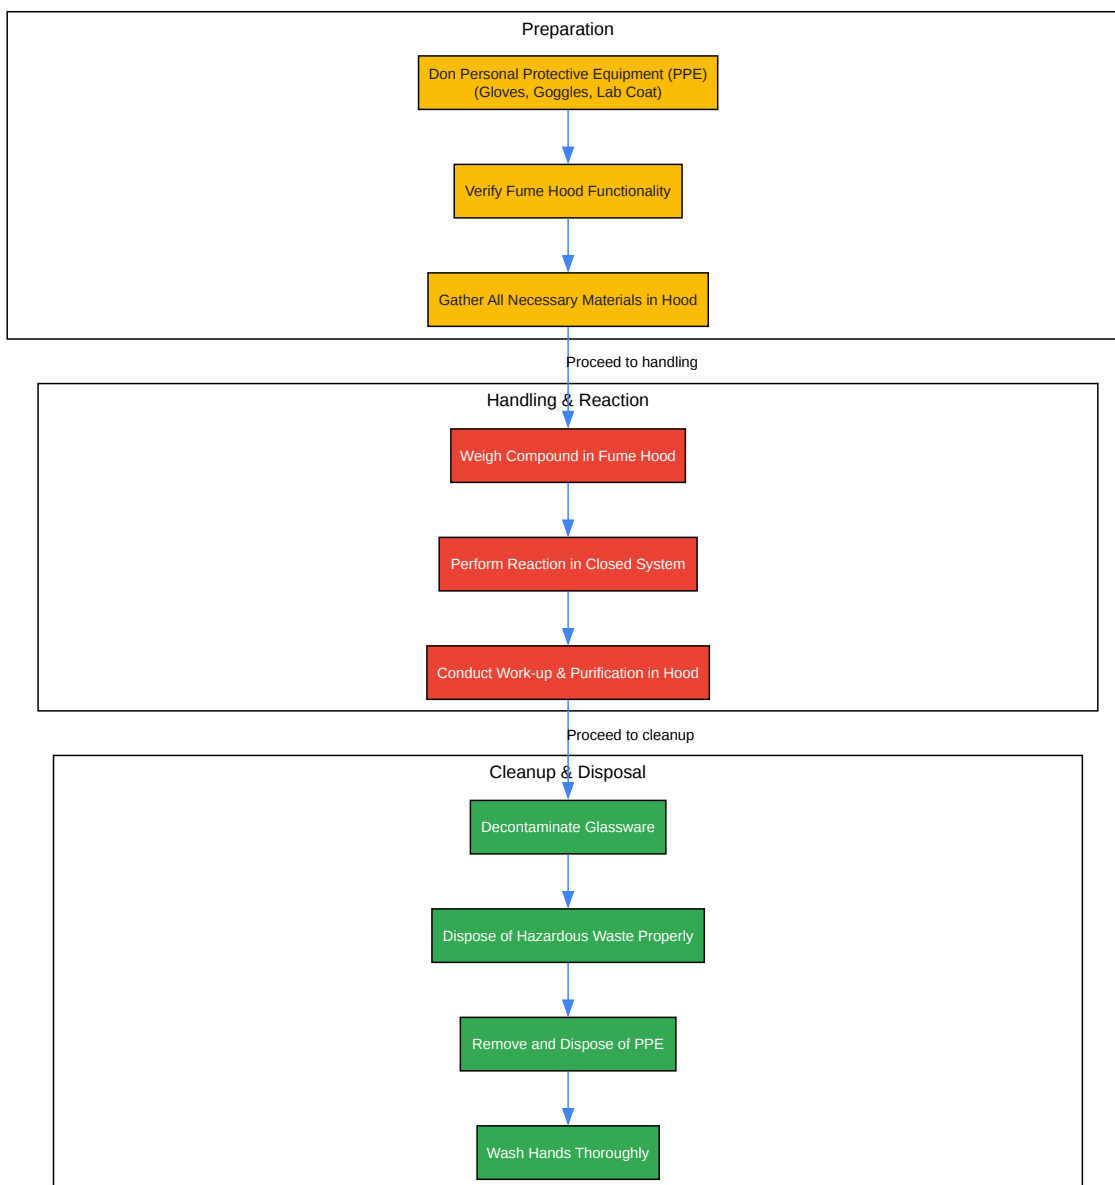 Preparation
Don Personal Protective Equipment (PPE)
(Gloves, Goggles, Lab Coat)
Verify Fume Hood Functionality
Gather All Necessary Materials in Hood
Proceed to handling
Handling & Reaction
Weigh Compound in Fume Hood
Perform Reaction in Closed System
Conduct Work-up & Purification in Hood
Proceed to cleanup
Cleanup & Disposal
Decontaminate Glassware
Dispose of Hazardous Waste Properly
Remove and Dispose of PPE
Wash Hands Thoroughly